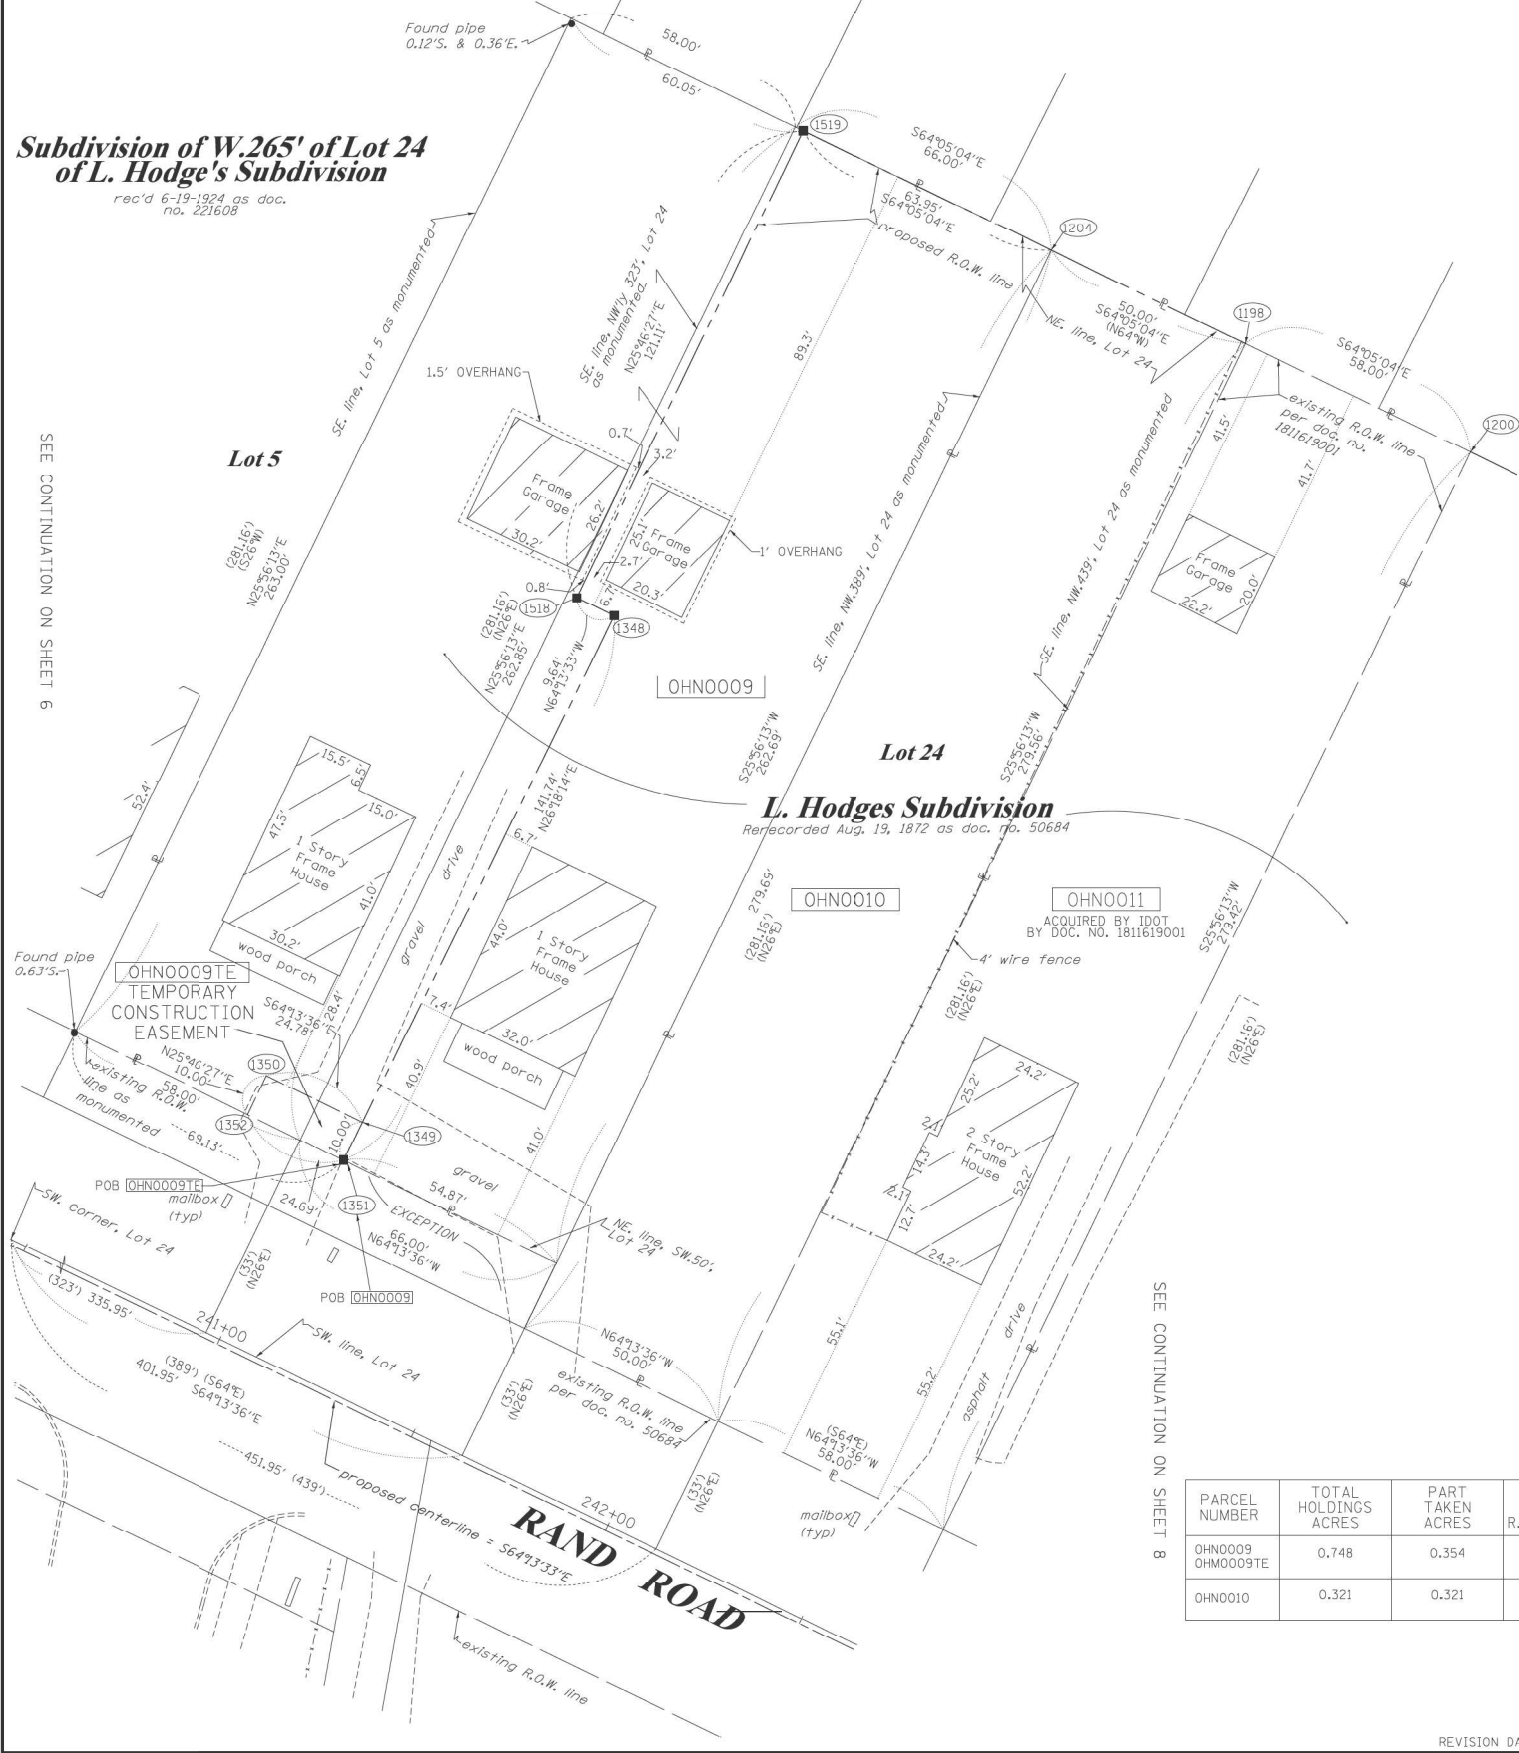 Found pipe
0.12'S. & 0.36'E.
58.00'
60.05'
1519
S64°05'04"E
66.00'
63.95'
S64°05'04"E
1201
proposed R.O.W. line
Subdivision of W.265' of Lot 24
of L. Hodge's Subdivision
rec'd 6-19-1924 as doc.
no. 221608
SE. line, Lot 5 as monumented
SE. line, NW'ly 323', Lot 24
as monumented.
N25°46'27"E
121.11'
89.3'
NE. line, Lot 24
50.00'
S64°05'04"E
(N64°W)
1198
S64°05'04"E
58.00'
existing R.O.W. line
per doc. no.
1811619001
1200
1.5' OVERHANG
0.7'
3.2'
Lot 5
Frame
Garage
26.2'
30.2'
25.1'
Frame
Garage
20.3'
1' OVERHANG
2.7'
0.8'
6.7'
1518
1348
SEE CONTINUATION ON SHEET 6
(281.16')
(S26°W)
N25°56'13"E
263.00'
(281.16')
(N26°E)
N25°56'13"E
262.85'
9.64'
N64°13'33"W
OHN0009
SE. line, NW.389', Lot 24 as monumented
SE. line, NW.439', Lot 24 as monumented
41.5'
41.7'
Frame
Garage
22.2'
20.0'
S25°56'13"W
262.69'
Lot 24
S25°56'13"W
279.56'
L. Hodges Subdivision
Rerecorded Aug. 19, 1872 as doc. no. 50684
52.4'
15.5'
6.5'
15.0'
47.5'
1 Story
Frame
House
41.0'
30.2'
wood porch
141.74'
N26°18'14"E
6.7'
gravel drive
44.0'
1 Story
Frame
House
7.4'
32.0'
wood porch
279.69'
(281.16')
(N26°E)
OHN0010
OHN0011
ACQUIRED BY IDOT
BY DOC. NO. 1811619001
4' wire fence
S25°56'13"W
279.42'
(281.16')
(N26°E)
(281.16')
(N26°E)
Found pipe
0.63'S.
OHN0009TE
TEMPORARY
CONSTRUCTION
EASEMENT
S64°13'36"E
24.78'
28.4'
N25°46'27"E
10.00'
1350
58.00'
existing R.O.W.
line as
monumented
1352
69.13'
10.00'
1349
40.9'
41.0'
gravel
POB OHN0009TE
mailbox
(typ)
24.69'
1351
54.87'
EXCEPTION
66.00'
N64°13'36"W
NE. line, SW.50',
Lot 24
SW. corner, Lot 24
(33')
(N26°E)
POB OHN0009
(323') 335.95'
241+00
SW. line, Lot 24
(389') (S64°E)
401.95' S64°13'36"E
(33')
(N26°E)
N64°13'36"W
50.00'
existing R.O.W. line
per doc. no. 50684
451.95' (439')
proposed centerline = S64°13'33"E
242+00
RAND ROAD
(33')
(N26°E)
existing R.O.W. line
24.2'
25.2'
2.1'
14.3'
2 Story
Frame
House
52.2'
2.1'
12.7'
24.2'
55.1'
55.2'
asphalt drive
(S64°E)
N64°13'36"W
58.00'
mailbox
(typ)
SEE CONTINUATION ON SHEET 8
PARCEL
NUMBER
TOTAL
HOLDINGS
ACRES
PART
TAKEN
ACRES
R.
OHN0009
OHM0009TE
0.748
0.354
OHN0010
0.321
0.321
REVISION DA